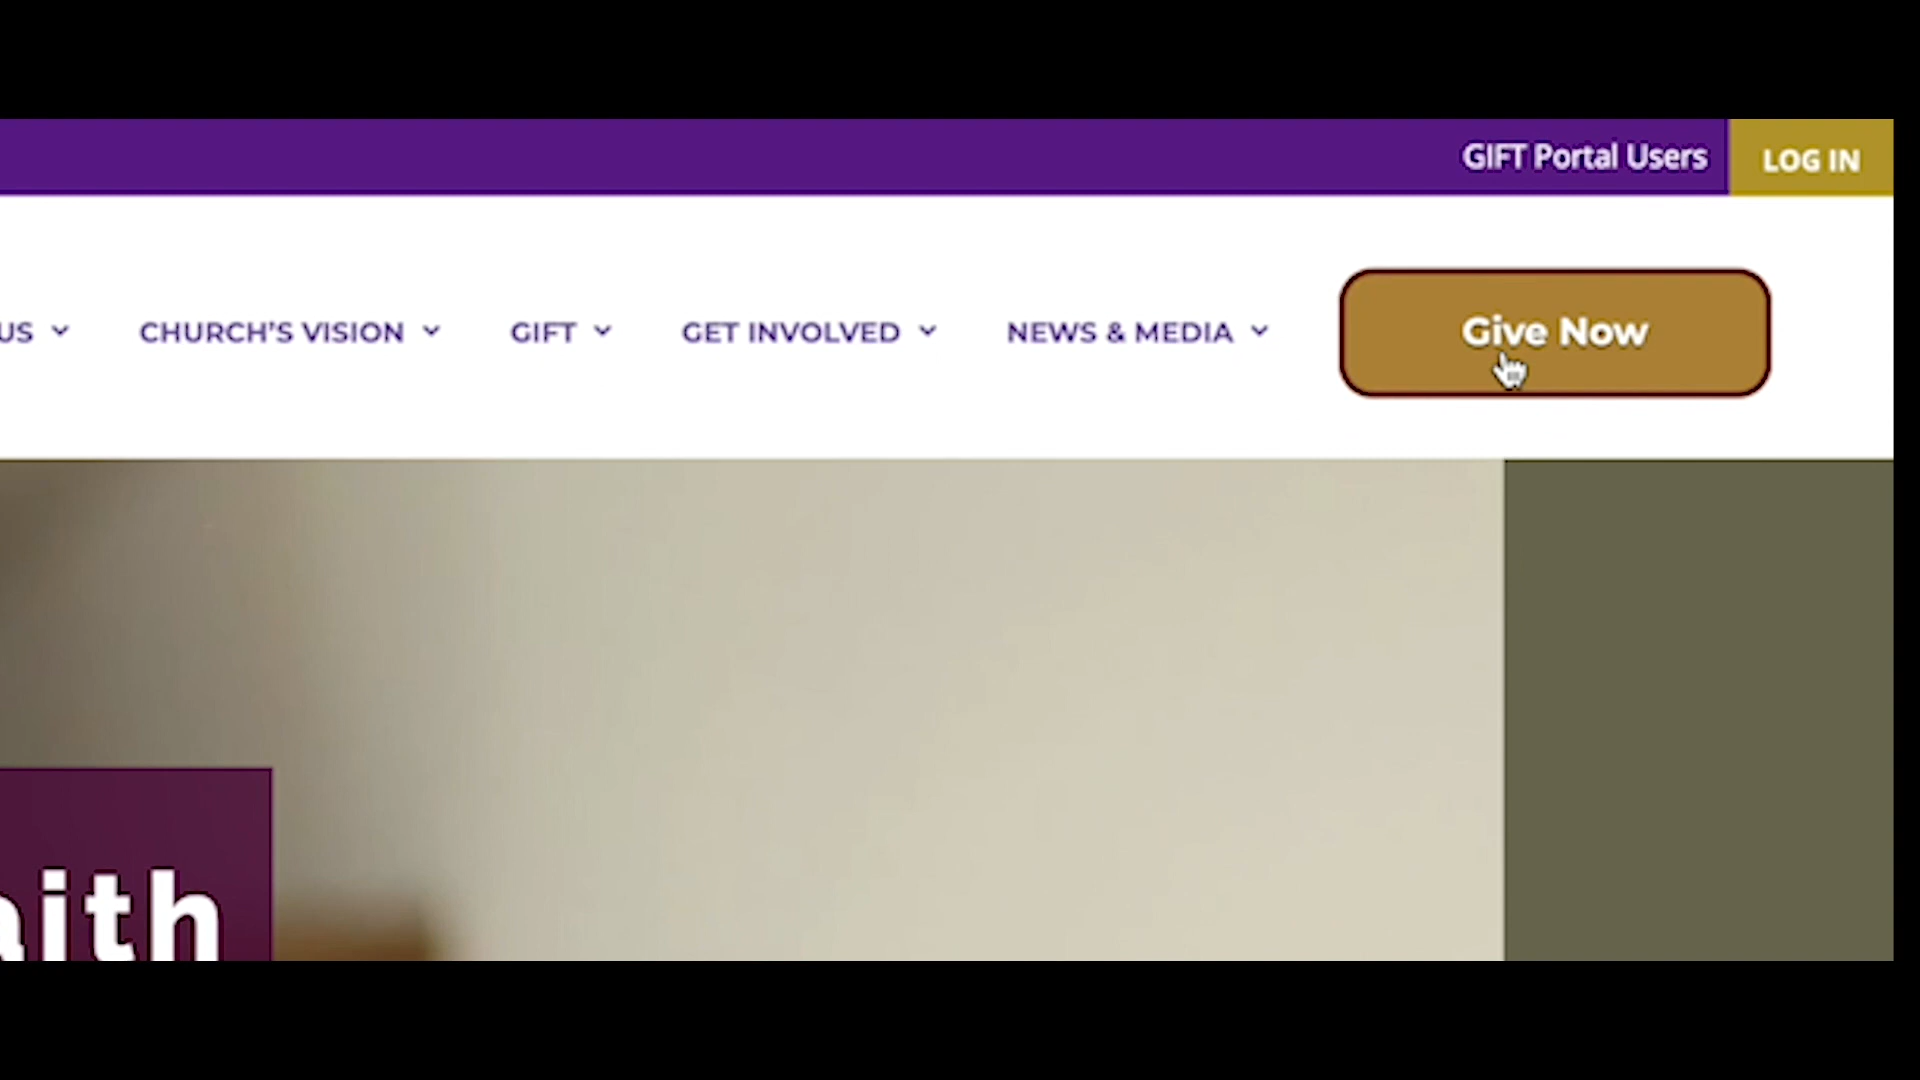 GIFT Portal Users LOG IN
US CHURCH'S VISION GIFT GET INVOLVED NEWS & MEDIA Give Now
aith